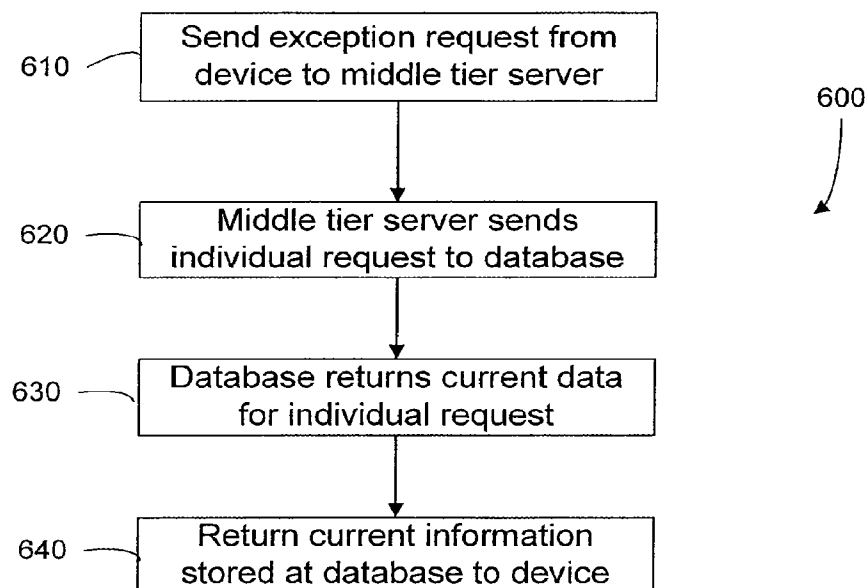 Send exception request from
device to middle tier server
610
600
Middle tier server sends
individual request to database
620
Database returns current data
for individual request
630
Return current information
stored at database to device
640